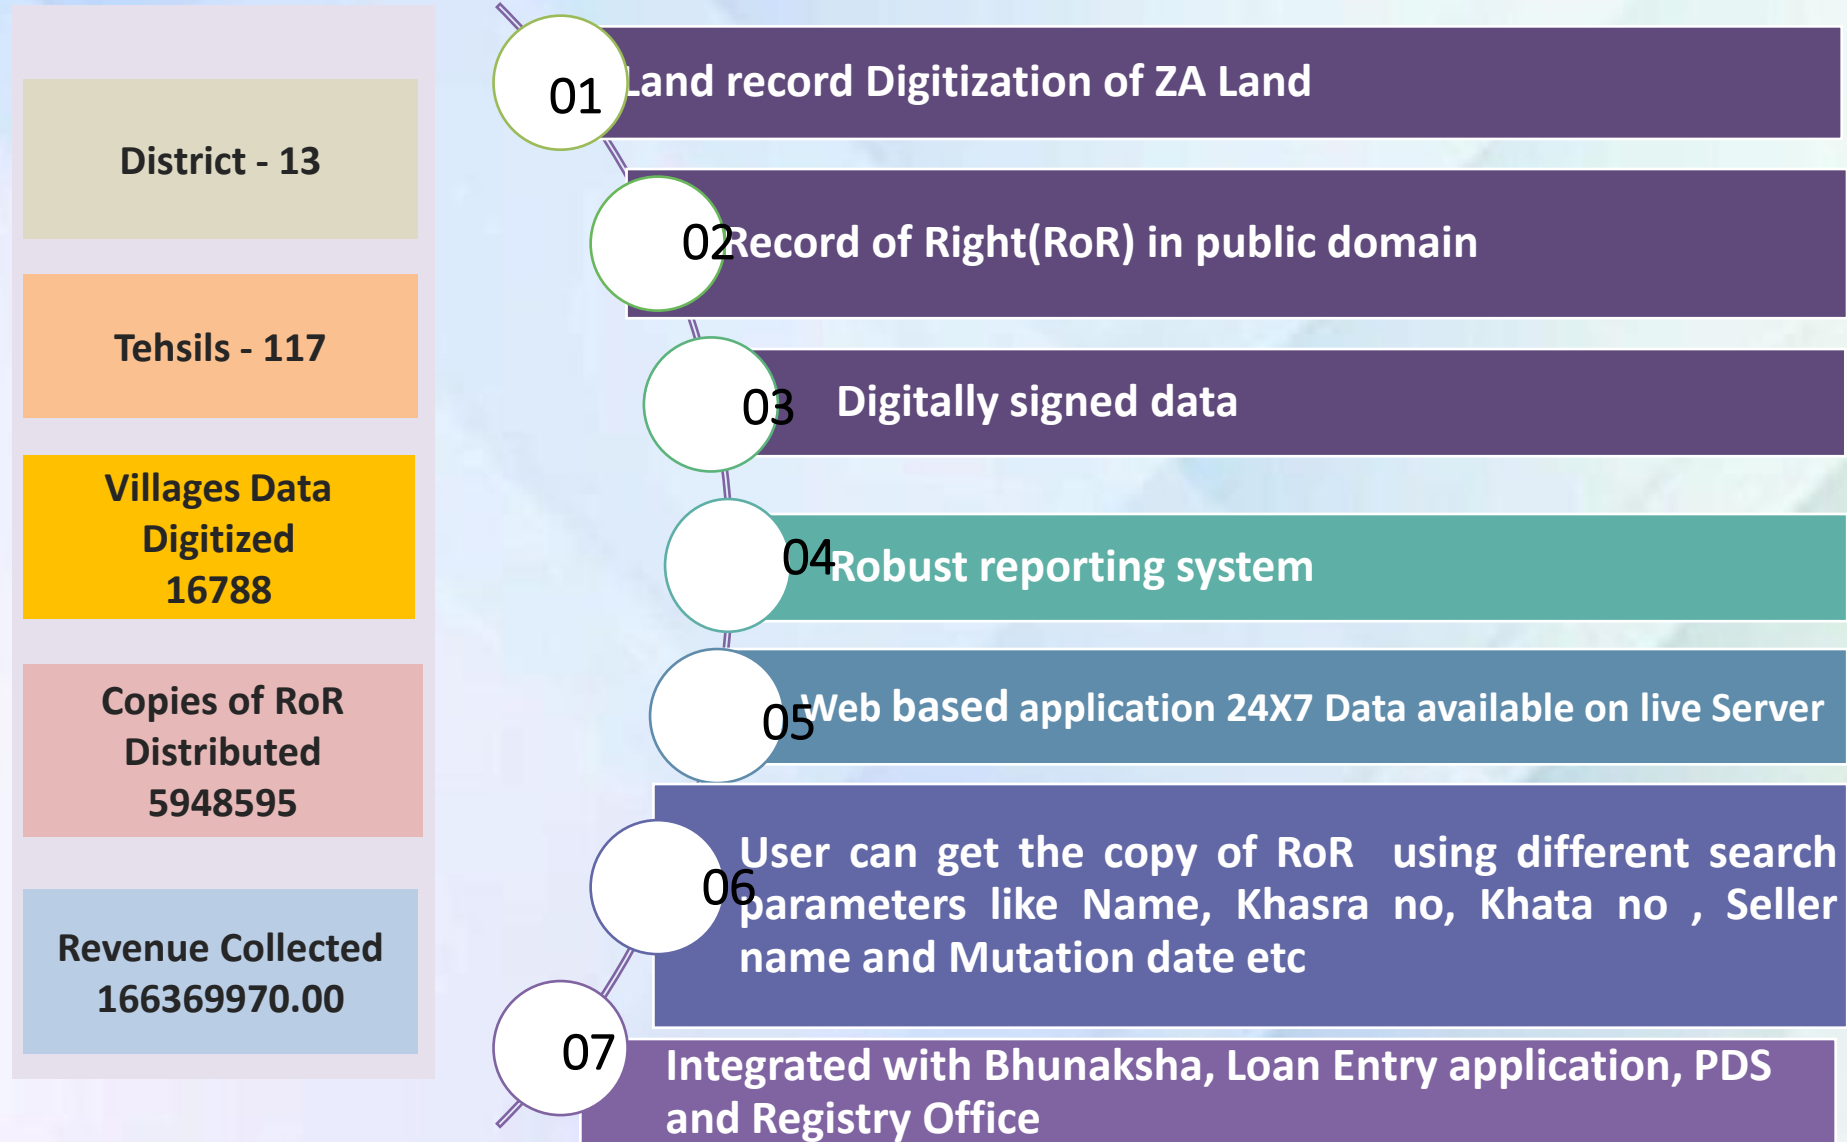 District - 13
Tehsils - 117
Villages Data
Digitized
16788
Copies of RoR
Distributed
5948595
Revenue Collected
166369970.00
01 Land record Digitization of ZA Land
02 Record of Right(RoR) in public domain
03 Digitally signed data
04 Robust reporting system
05 Web based application 24X7 Data available on live Server
06 User can get the copy of RoR using different search
parameters like Name, Khasra no, Khata no , Seller
name and Mutation date etc
07 Integrated with Bhunaksha, Loan Entry application, PDS
and Registry Office